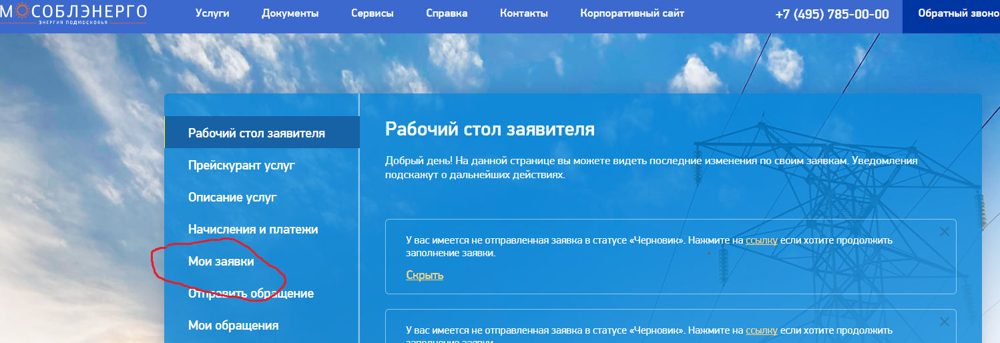 МОСОБЛЭНЕРГО
ЭНЕРГИЯ ПОДМОСКОВЬЯ
Услуги Документы Сервисы Справка Контакты Корпоративный сайт +7 (495) 785-00-00 Обратный звоно
Рабочий стол заявителя
Прейскурант услуг
Описание услуг
Начисления и платежи
Мои заявки
Отправить обращение
Мои обращения
Рабочий стол заявителя
Добрый день! На данной странице вы можете видеть последние изменения по своим заявкам. Уведомления
подскажут о дальнейших действиях.
У вас имеется не отправленная заявка в статусе «Черновик». Нажмите на ссылку если хотите продолжить
заполнение заявки.
Скрыть
У вас имеется не отправленная заявка в статусе «Черновик». Нажмите на ссылку если хотите продолжить
заполнение заявки.